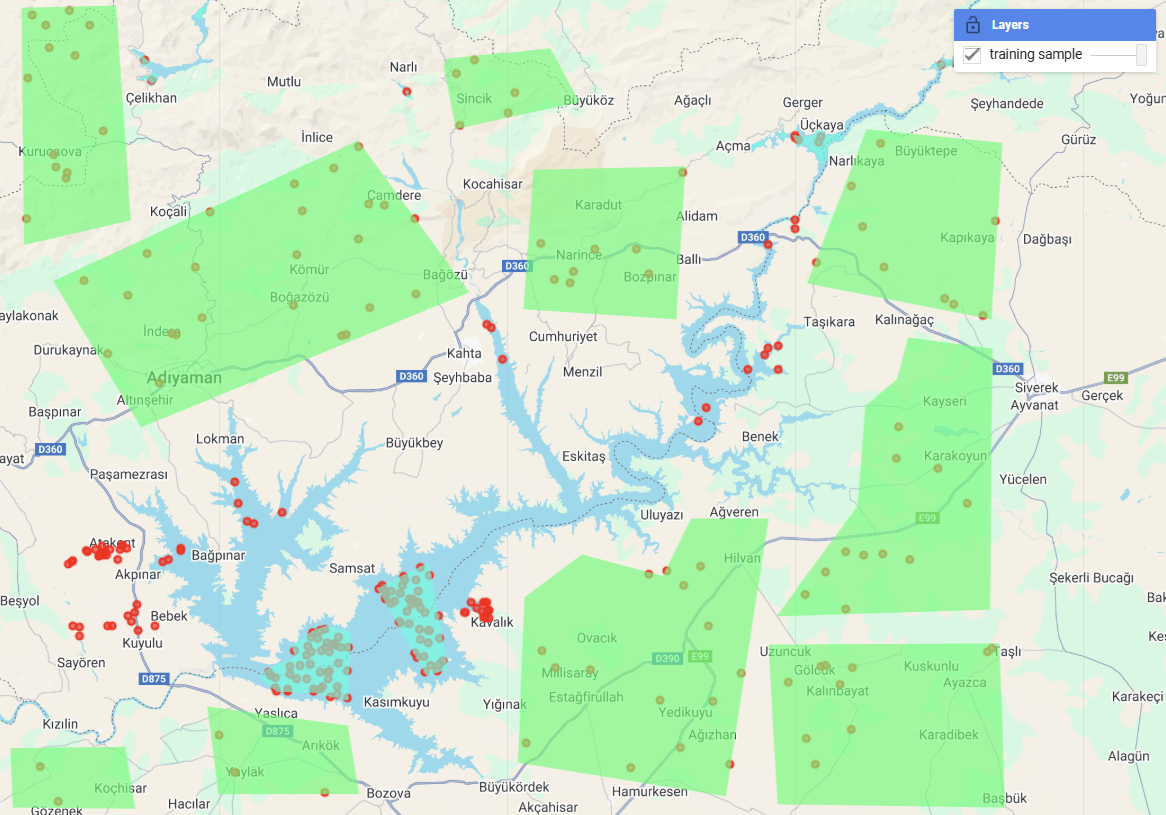 Layers
training sample
Narlı
Mutlu
Çelikhan
Sincik
Büyüköz
Ağaçlı
Gerger
Şeyhandede
Yoğun
Üçkaya
İnlice
Açma
Gürüz
Narlıkaya
Büyüktepe
Kurucaova
Kocahisar
Camdere
Koçali
Karadut
Alidam
D360
Kapıkaya
Dağbaşı
Narince
Ballı
D360
Kömür
Bağözü
Bozpınar
Boğazözü
aylakonak
İndere
Cumhuriyet
Taşıkara
Kalınağaç
Durukaynak
Kahta
Menzil
D360
Adıyaman
D360
Şeyhbaba
E99
Siverek
Ayvanat
Gerçek
Altınşehir
Kayseri
Başpınar
Lokman
Büyükbey
Benek
D360
ayat
Eskitaş
Karakoyun
Paşamezrası
Yücelen
Uluyazı
Ağveren
E99
Atakent
Bağpınar
Hilvan
Akpınar
Samsat
Şekerli Bucağı
Beşyol
Bak
Bebek
Kavalık
Kuyulu
Ovacık
Sayören
D390
E99
Uzuncuk
Taşlı
Millisaray
Gölcük
Kuskunlu
D875
Kalınbayat
Ayazca
Estağfirullah
Kasımkuyu
Yığınak
Karakeçi
Yaslıca
Yedikuyu
Kızılin
D875
Ağızhan
Karadibek
Arıkök
Alagün
Yaylak
Koçhisar
Büyükördek
Bozova
Hamurkesen
Başbük
Hacılar
Akçahisar
Gözenek